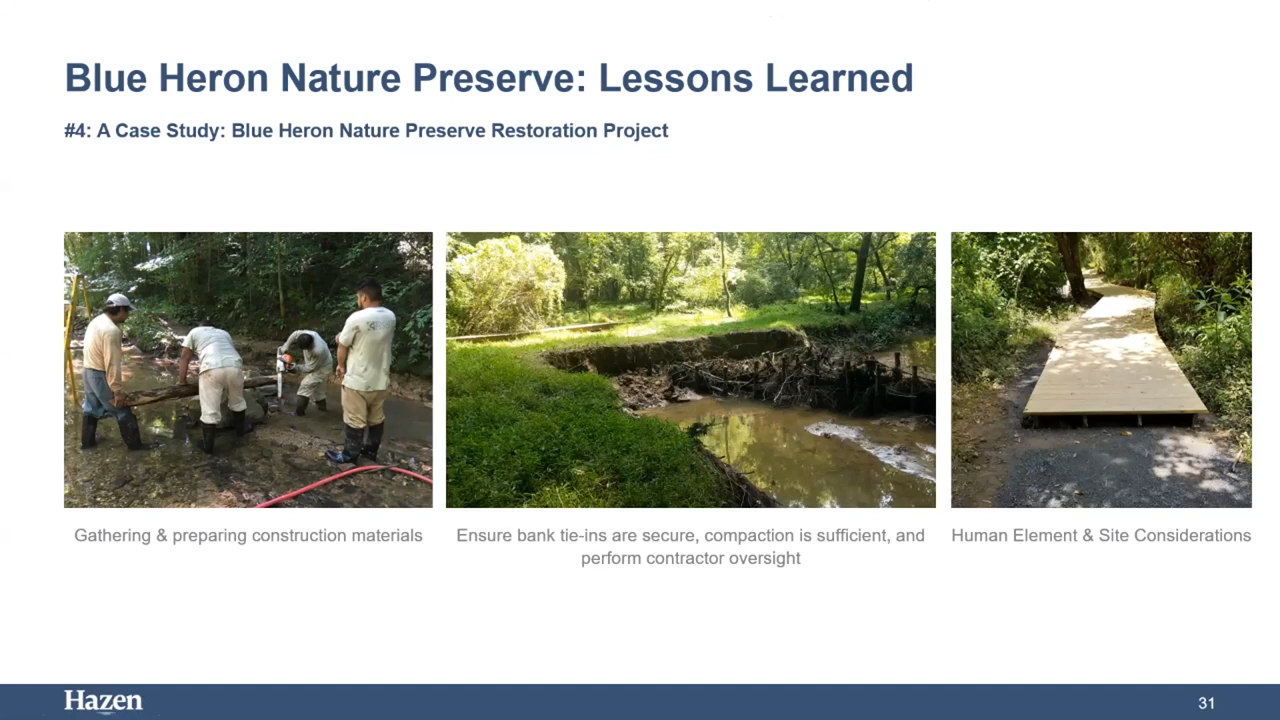 Blue Heron Nature Preserve: Lessons Learned
#4: A Case Study: Blue Heron Nature Preserve Restoration Project
Gathering & preparing construction materials
Ensure bank tie-ins are secure, compaction is sufficient, and
perform contractor oversight
Human Element & Site Considerations
Hazen
31